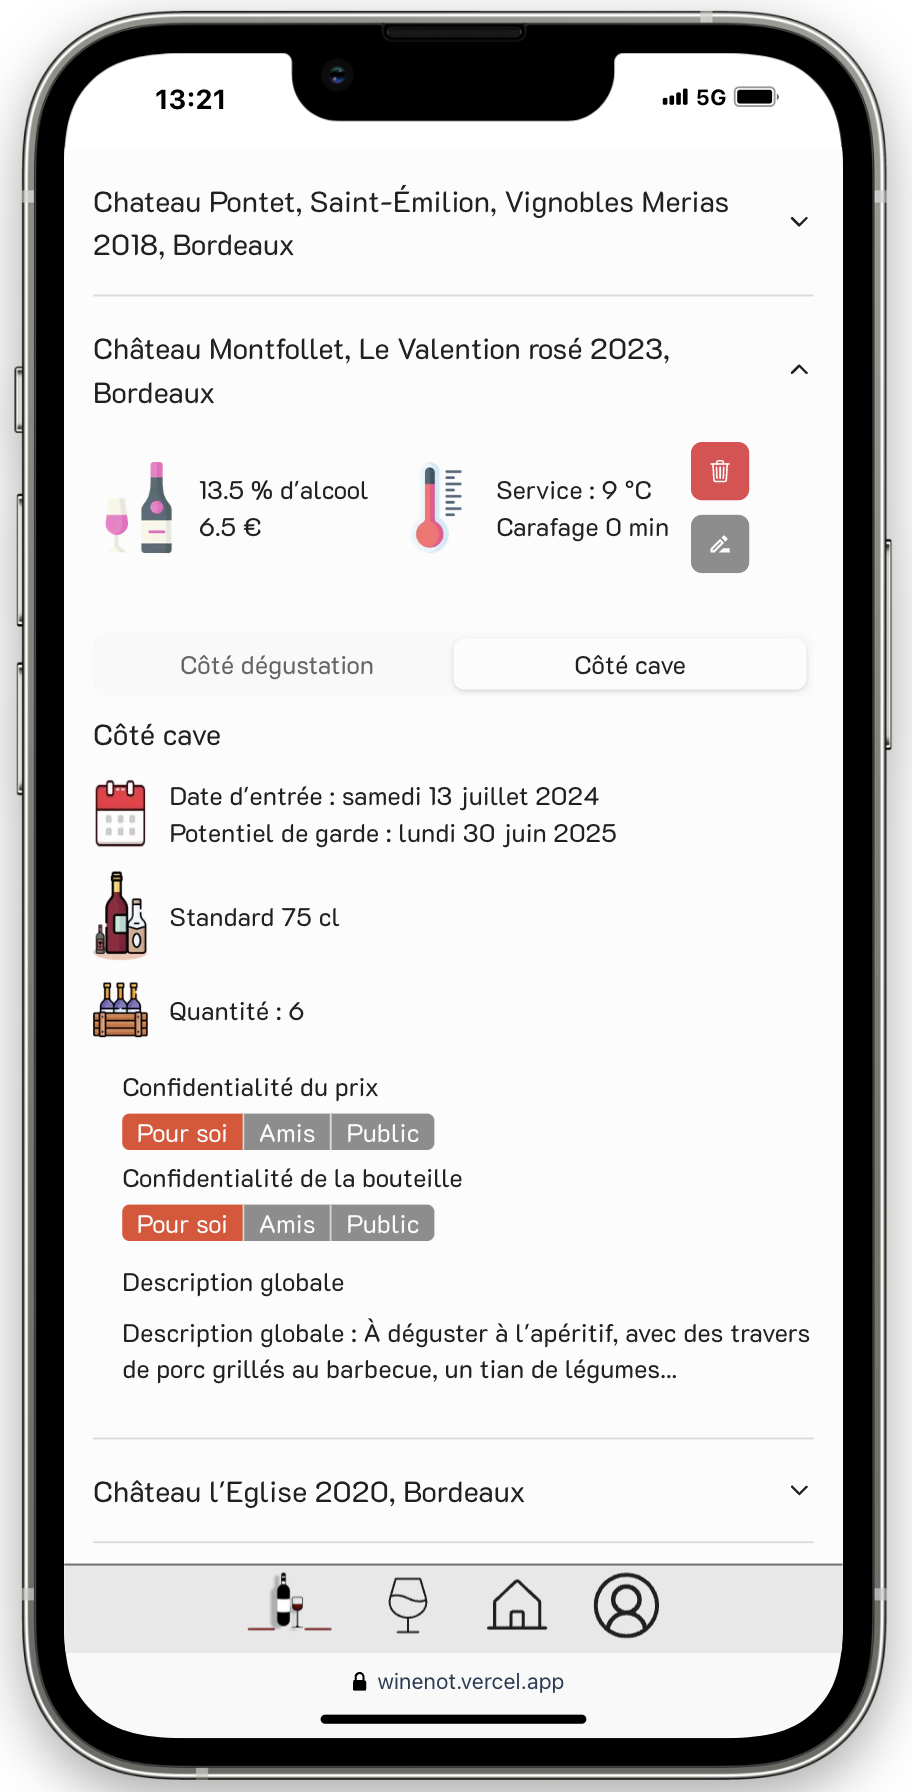 13:21
5G
Chateau Pontet, Saint-Émilion, Vignobles Merias
2018, Bordeaux
Château Montfollet, Le Valention rosé 2023,
Bordeaux
13.5 % d'alcool
6.5 €
Service : 9 °C
Carafage 0 min
Côté dégustation
Côté cave
Côté cave
Date d'entrée : samedi 13 juillet 2024
Potentiel de garde : lundi 30 juin 2025
Standard 75 cl
Quantité : 6
Confidentialité du prix
Pour soi Amis Public
Confidentialité de la bouteille
Pour soi Amis Public
Description globale
Description globale : À déguster à l'apéritif, avec des travers
de porc grillés au barbecue, un tian de légumes...
Château l'Eglise 2020, Bordeaux
winenot.vercel.app